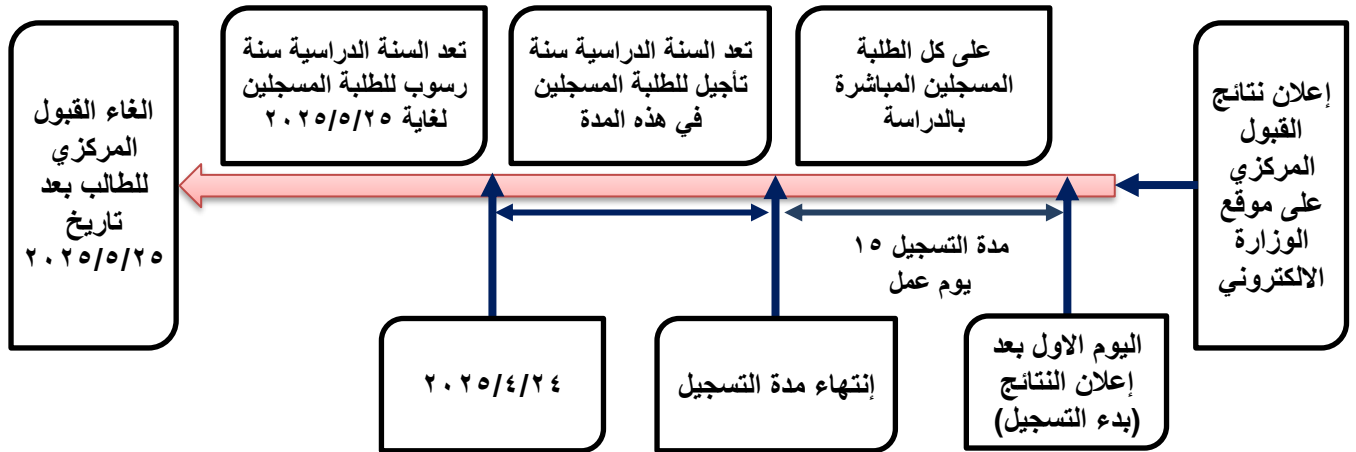 إعلان نتائج
القبول
المركزي
على موقع
الوزارة
الالكتروني
على كل الطلبة
المسجلين المباشرة
بالدراسة
تعد السنة الدراسية سنة
تأجيل للطلبة المسجلين
في هذه المدة
تعد السنة الدراسية سنة
رسوب للطلبة المسجلين
لغاية ٢٠٢٥/٥/٢٥
الغاء القبول
المركزي
للطالب بعد
تاريخ
٢٠٢٥/٥/٢٥
مدة التسجيل ١٥
يوم عمل
اليوم الاول بعد
إعلان النتائج
(بدء التسجيل)
إنتهاء مدة التسجيل
٢٠٢٥/٤/٢٤